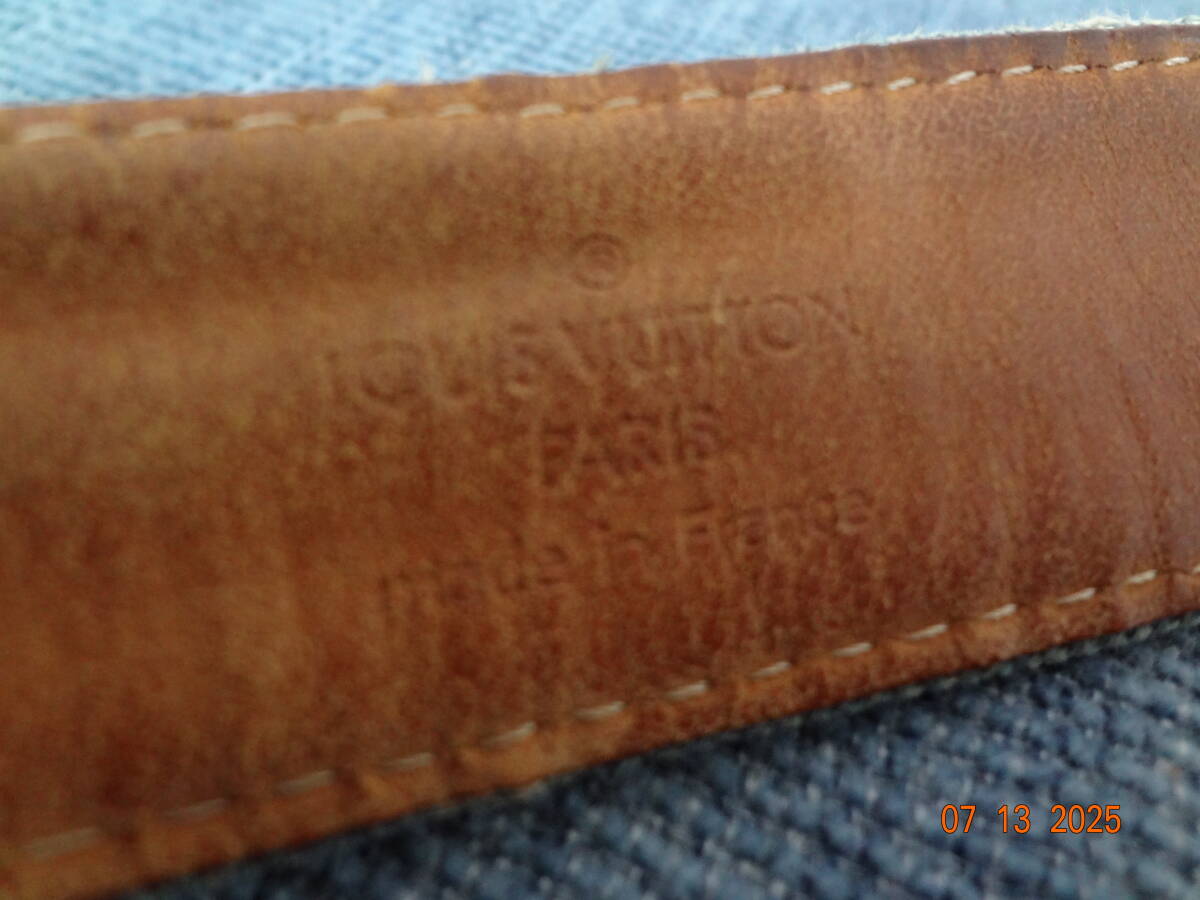 ®
LOUIS VUITTON
PARIS
made in France
07 13 2025